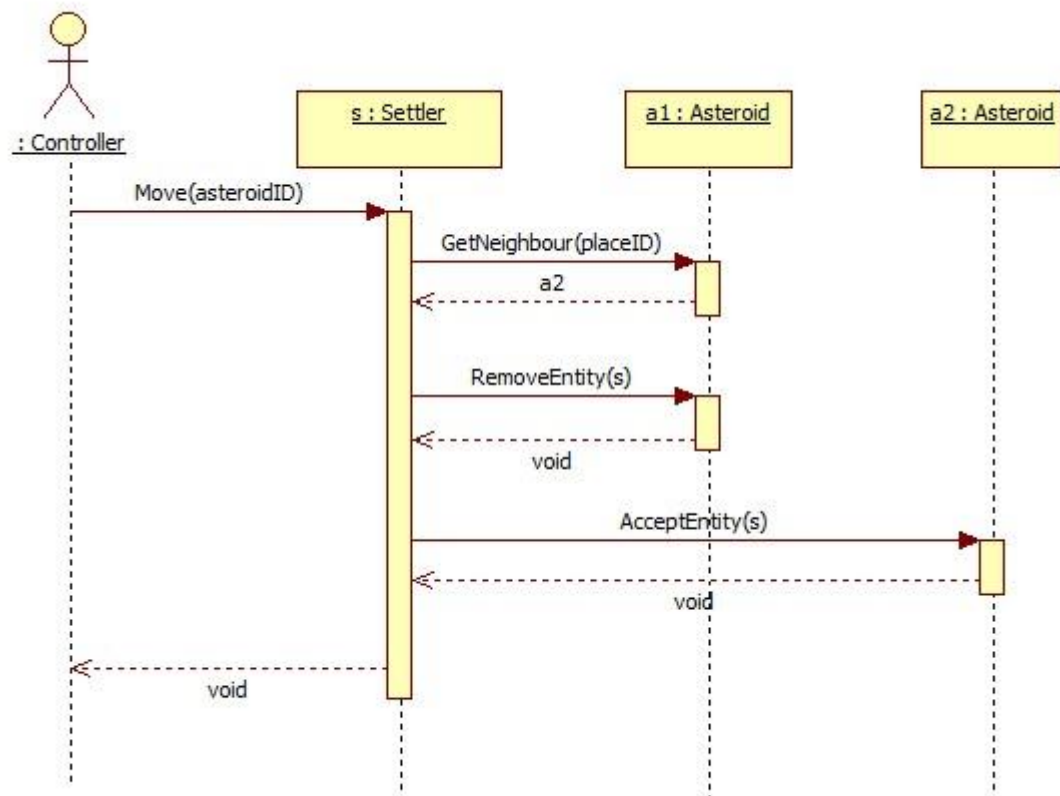 : Controller
s : Settler
a1 : Asteroid
a2 : Asteroid
Move(asteroidID)
GetNeighbour(placeID)
a2
RemoveEntity(s)
void
AcceptEntity(s)
void
void